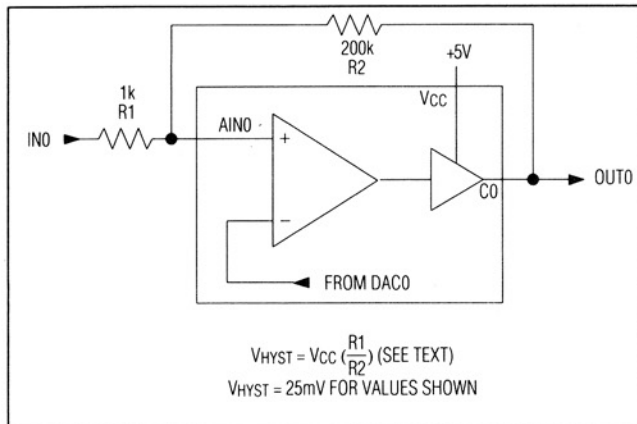 200k
R2
+5V
1k
R1
VCC
AIN0
IN0
+
C0
OUT0
−
FROM DAC0
VHYST = VCC (R1/R2) (SEE TEXT)
VHYST = 25mV FOR VALUES SHOWN